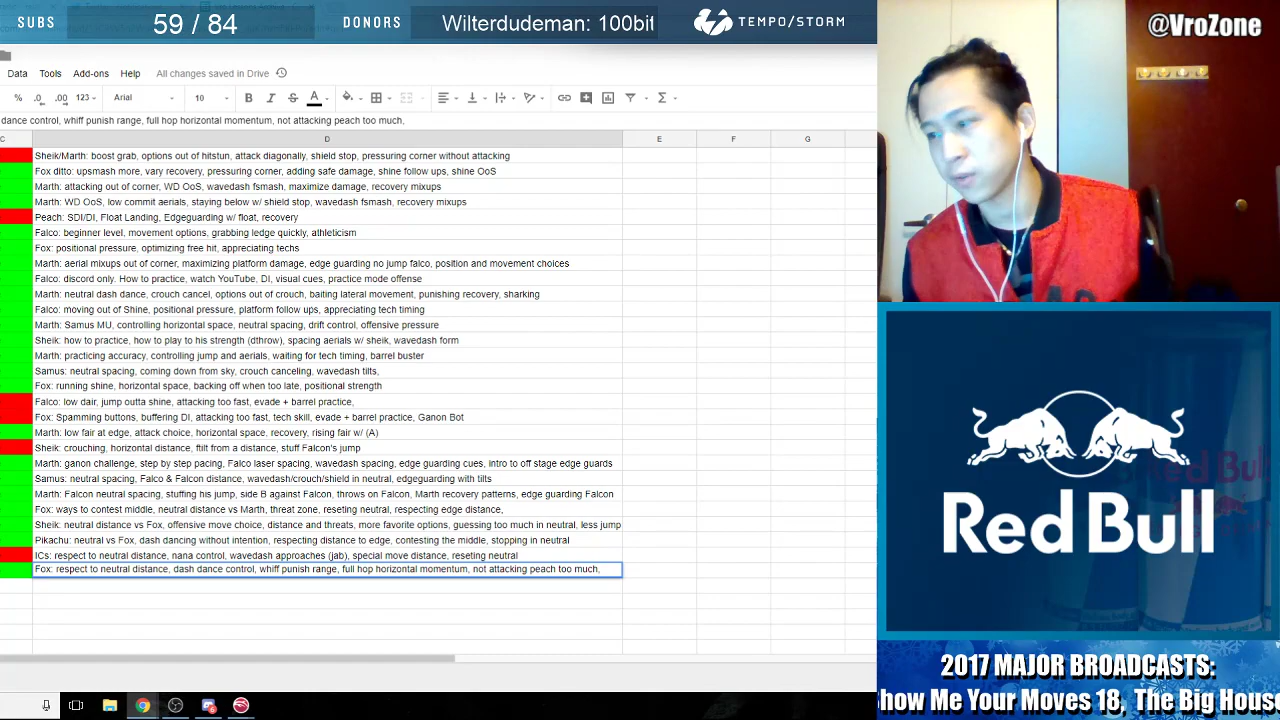 SUBS
59 / 84
DONORS
Wilterdudeman: 100bit
TEMPO/STORM
@VroZone
Data Tools Add-ons Help All changes saved in Drive
% .0 .00 123 Arial 10 B I S A
dance control, whiff punish range, full hop horizontal momentum, not attacking peach too much,
C D E F G
Sheik/Marth: boost grab, options out of hitstun, attack diagonally, shield stop, pressuring corner without attacking
Fox ditto: upsmash more, vary recovery, pressuring corner, adding safe damage, shine follow ups, shine OoS
Marth: attacking out of corner, WD OoS, wavedash fsmash, maximize damage, recovery mixups
Marth: WD OoS, low commit aerials, staying below w/ shield stop, wavedash fsmash, recovery mixups
Peach: SDI/DI, Float Landing, Edgeguarding w/ float, recovery
Falco: beginner level, movement options, grabbing ledge quickly, athleticism
Fox: positional pressure, optimizing free hit, appreciating techs
Marth: aerial mixups out of corner, maximizing platform damage, edge guarding no jump falco, position and movement choices
Falco: discord only. How to practice, watch YouTube, DI, visual cues, practice mode offense
Marth: neutral dash dance, crouch cancel, options out of crouch, baiting lateral movement, punishing recovery, sharking
Falco: moving out of Shine, positional pressure, platform follow ups, appreciating tech timing
Marth: Samus MU, controlling horizontal space, neutral spacing, drift control, offensive pressure
Sheik: how to practice, how to play to his strength (dthrow), spacing aerials w/ sheik, wavedash form
Marth: practicing accuracy, controlling jump and aerials, waiting for tech timing, barrel buster
Samus: neutral spacing, coming down from sky, crouch canceling, wavedash tilts,
Fox: running shine, horizontal space, backing off when too late, positional strength
Falco: low dair, jump outta shine, attacking too fast, evade + barrel practice,
Fox: Spamming buttons, buffering DI, attacking too fast, tech skill, evade + barrel practice, Ganon Bot
Marth: low fair at edge, attack choice, horizontal space, recovery, rising fair w/ (A)
Sheik: crouching, horizontal distance, ftilt from a distance, stuff Falcon's jump
Marth: ganon challenge, step by step pacing, Falco laser spacing, wavedash spacing, edge guarding cues, intro to off stage edge guards
Samus: neutral spacing, Falco & Falcon distance, wavedash/crouch/shield in neutral, edgeguarding with tilts
Marth: Falcon neutral spacing, stuffing his jump, side B against Falcon, throws on Falcon, Marth recovery patterns, edge guarding Falcon
Fox: ways to contest middle, neutral distance vs Marth, threat zone, reseting neutral, respecting edge distance,
Sheik: neutral distance vs Fox, offensive move choice, distance and threats, more favorite options, guessing too much in neutral, less jump
Pikachu: neutral vs Fox, dash dancing without intention, respecting distance to edge, contesting the middle, stopping in neutral
ICs: respect to neutral distance, nana control, wavedash approaches (jab), special move distance, reseting neutral
Fox: respect to neutral distance, dash dance control, whiff punish range, full hop horizontal momentum, not attacking peach too much,
Red Bull
2017 MAJOR BROADCASTS:
Show Me Your Moves 18, The Big House